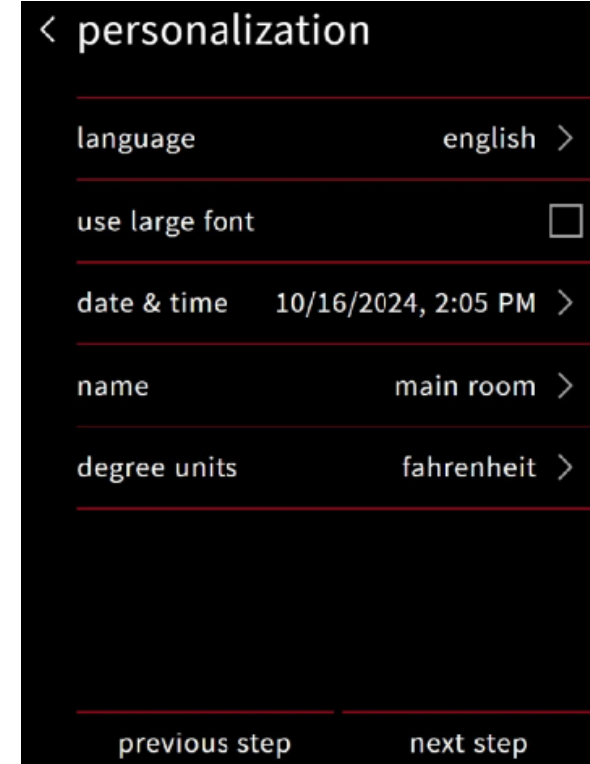 personalization
language english
use large font
date & time 10/16/2024, 2:05 PM
name main room
degree units fahrenheit
previous step next step